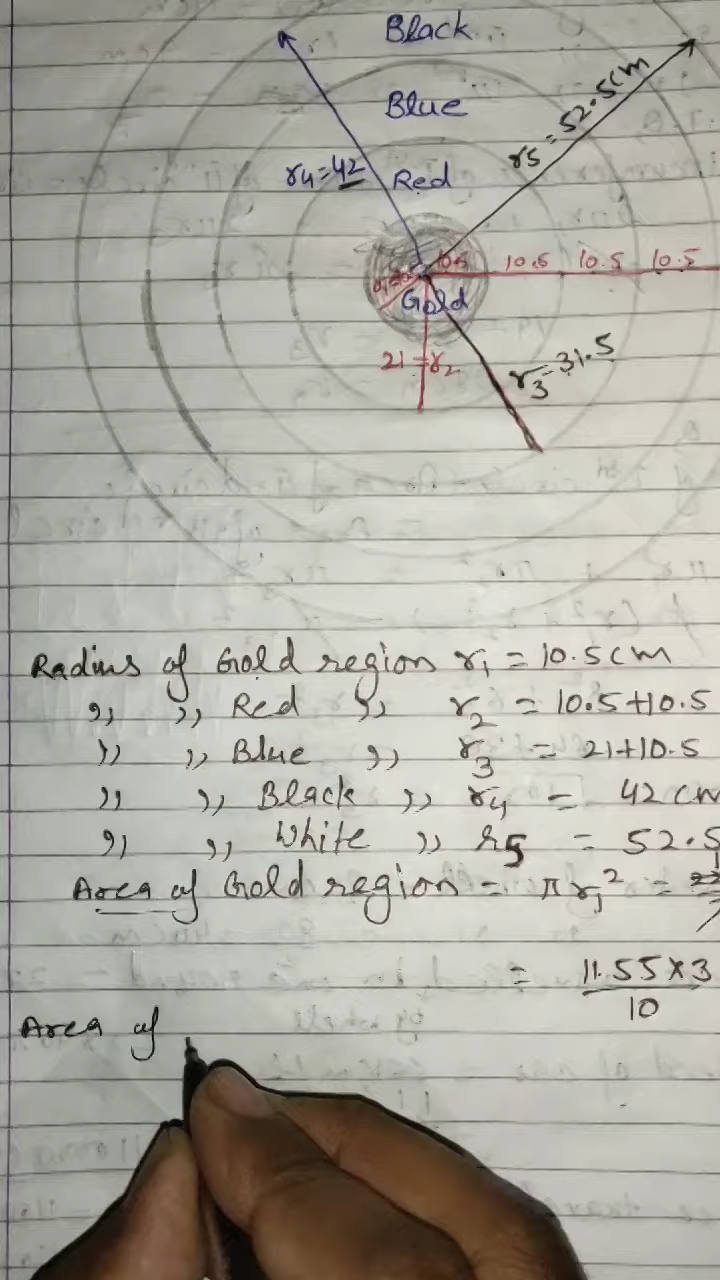 Black
Blue
r5 = 52.5cm
r4 = 42
Red
10.5 10.5 10.5 10.5
Gold
21 = r2
r3 = 31.5
Radius of Gold region r1 = 10.5cm
,, ,, Red ,, r2 = 10.5+10.5
,, ,, Blue ,, r3 = 21+10.5
,, ,, Black ,, r4 = 42 cm
,, ,, White ,, r5 = 52.5
Area of Gold region = πr1² =
= 11.55×3
10
Area of